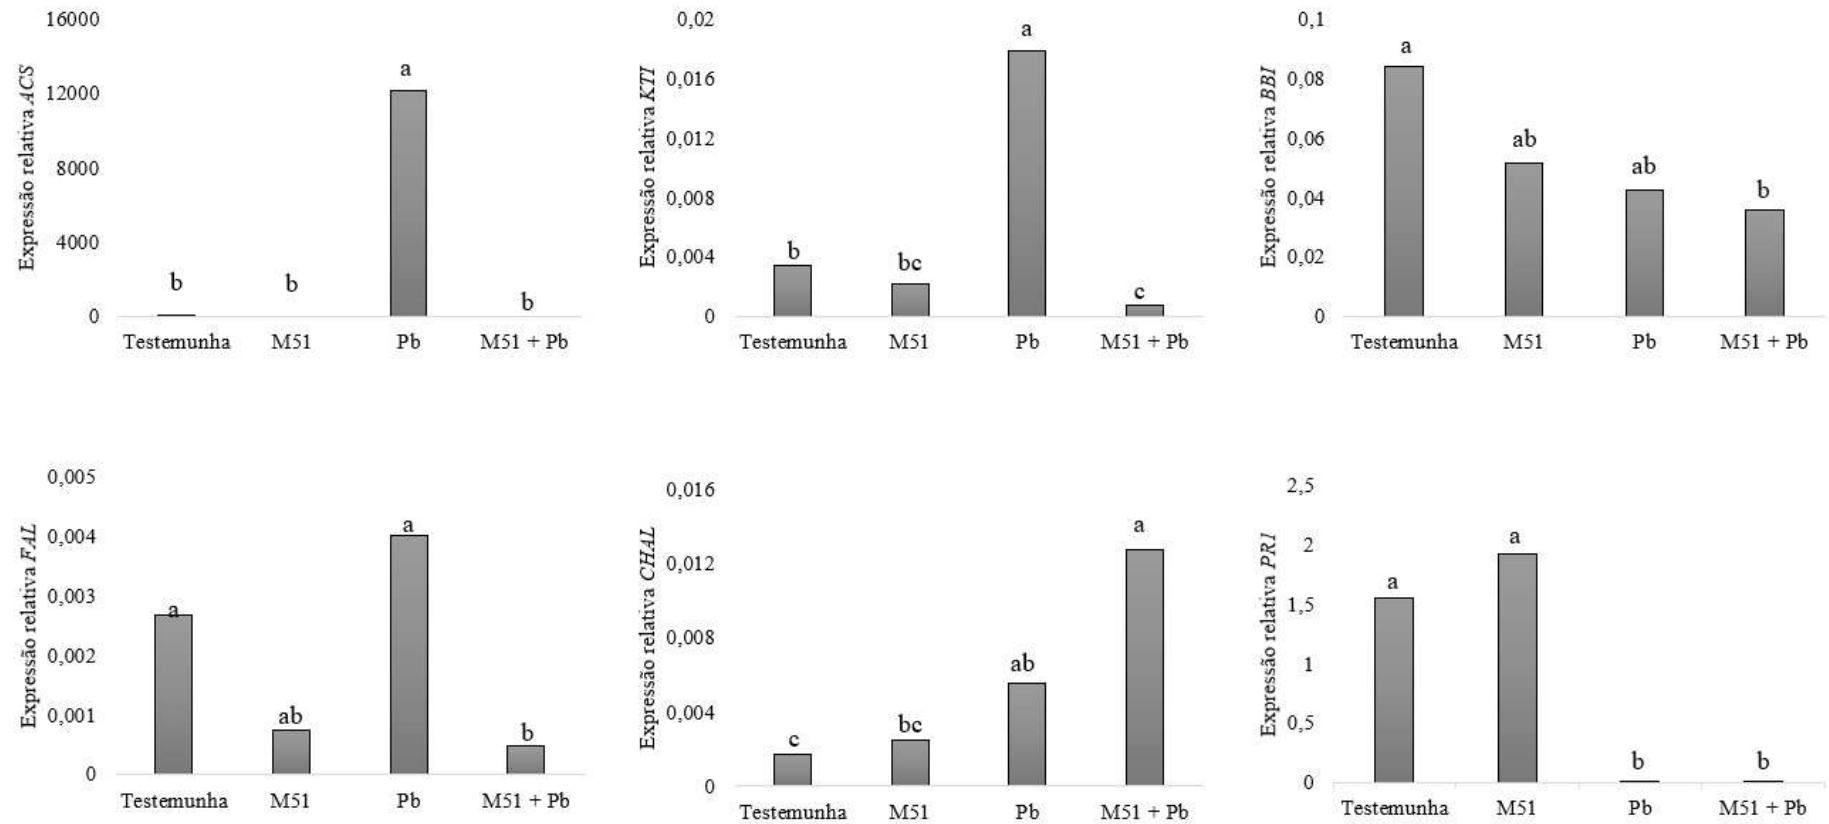 Expressão relativa ACS
16000
12000
8000
4000
0
b
b
a
b
Testemunha M51 Pb M51 + Pb
Expressão relativa KTI
0,02
0,016
0,012
0,008
0,004
0
b
bc
a
c
Testemunha M51 Pb M51 + Pb
Expressão relativa BBI
0,1
0,08
0,06
0,04
0,02
0
a
ab
ab
b
Testemunha M51 Pb M51 + Pb
Expressão relativa FAL
0,005
0,004
0,003
0,002
0,001
0
a
ab
a
b
Testemunha M51 Pb M51 + Pb
Expressão relativa CHAL
0,016
0,012
0,008
0,004
0
c
bc
ab
a
Testemunha M51 Pb M51 + Pb
Expressão relativa PR1
2,5
2
1,5
1
0,5
0
a
a
b
b
Testemunha M51 Pb M51 + Pb